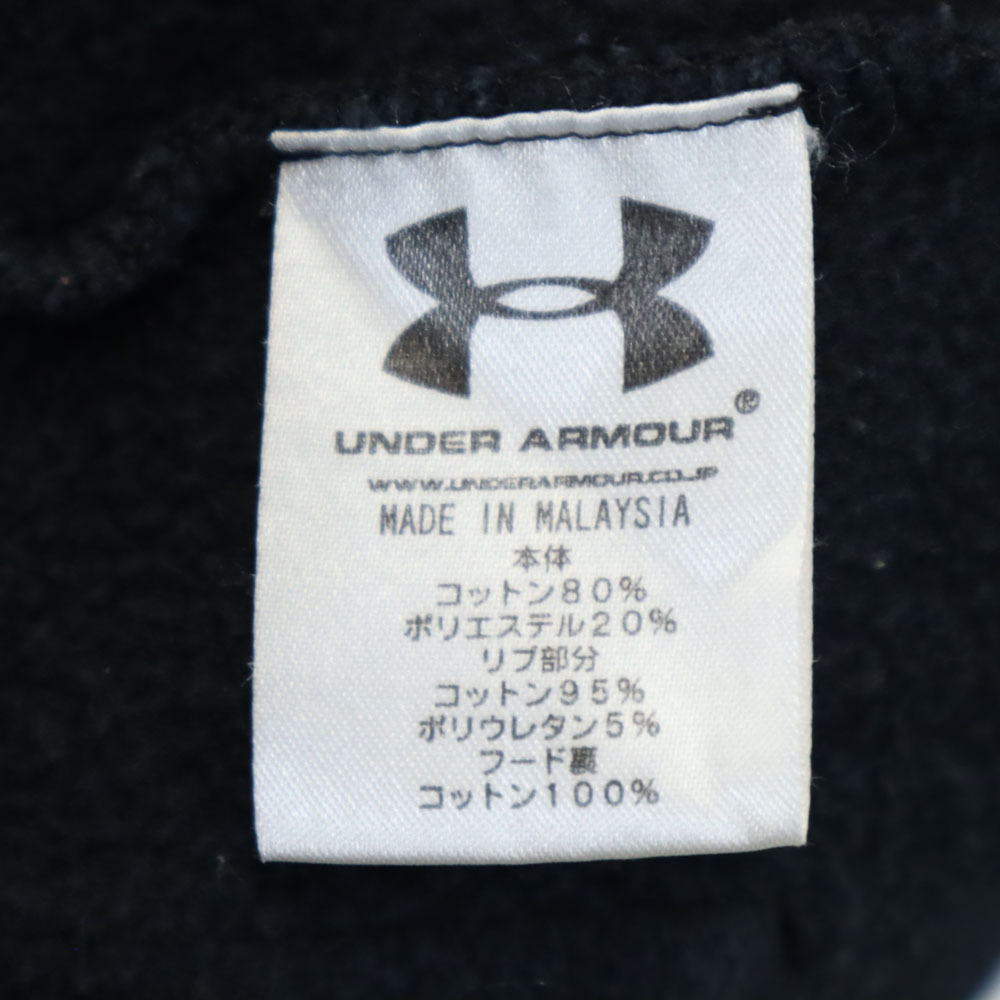 ®
UNDER ARMOUR
WWW.UNDERARMOUR.CO.JP
MADE IN MALAYSIA
本体
コットン80%
ポリエステル20%
リブ部分
コットン95%
ポリウレタン5%
フード裏
コットン100%